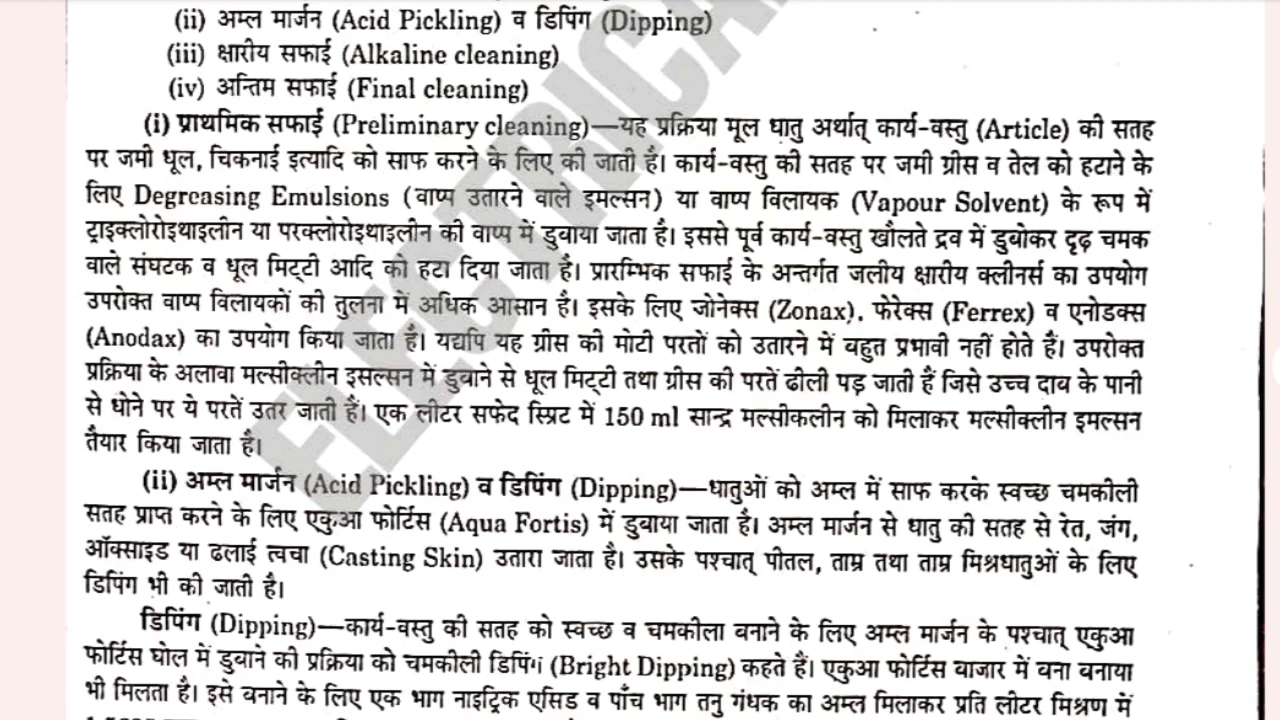 (ii) अम्ल मार्जन (Acid Pickling) व डिपिंग (Dipping)
(iii) क्षारीय सफाई (Alkaline cleaning)
(iv) अन्तिम सफाई (Final cleaning)
(i) प्राथमिक सफाई (Preliminary cleaning)—यह प्रक्रिया मूल धातु अर्थात् कार्य-वस्तु (Article) की सतह
पर जमी धूल, चिकनाई इत्यादि को साफ करने के लिए की जाती है। कार्य-वस्तु की सतह पर जमी ग्रीस व तेल को हटाने के
लिए Degreasing Emulsions (वाष्प उतारने वाले इमल्सन) या वाष्प विलायक (Vapour Solvent) के रूप में
ट्राइक्लोरोइथाइलीन या परक्लोरोइथाइलीन की वाष्प में डुबाया जाता है। इससे पूर्व कार्य-वस्तु खौलते द्रव में डुबोकर दृढ़ चमक
वाले संघटक व धूल मिट्टी आदि को हटा दिया जाता है। प्रारम्भिक सफाई के अन्तर्गत जलीय क्षारीय क्लीनर्स का उपयोग
उपरोक्त वाष्प विलायकों की तुलना में अधिक आसान है। इसके लिए जोनेक्स (Zonax), फेरेक्स (Ferrex) व एनोडक्स
(Anodax) का उपयोग किया जाता है। यद्यपि यह ग्रीस की मोटी परतों को उतारने में बहुत प्रभावी नहीं होते हैं। उपरोक्त
प्रक्रिया के अलावा मल्सीक्लीन इसल्सन में डुबाने से धूल मिट्टी तथा ग्रीस की परतें ढीली पड़ जाती हैं जिसे उच्च दाब के पानी
से धोने पर ये परतें उतर जाती हैं। एक लीटर सफेद स्प्रिट में 150 ml सान्द्र मल्सीकलीन को मिलाकर मल्सीक्लीन इमल्सन
तैयार किया जाता है।
(ii) अम्ल मार्जन (Acid Pickling) व डिपिंग (Dipping)—धातुओं को अम्ल में साफ करके स्वच्छ चमकीली
सतह प्राप्त करने के लिए एकुआ फोर्टिस (Aqua Fortis) में डुबाया जाता है। अम्ल मार्जन से धातु की सतह से रेत, जंग,
ऑक्साइड या ढलाई त्वचा (Casting Skin) उतारा जाता है। उसके पश्चात् पीतल, ताम्र तथा ताम्र मिश्रधातुओं के लिए
डिपिंग भी की जाती है।
डिपिंग (Dipping)—कार्य-वस्तु की सतह को स्वच्छ व चमकीला बनाने के लिए अम्ल मार्जन के पश्चात् एकुआ
फोर्टिस घोल में डुबाने की प्रक्रिया को चमकीली डिपिंग (Bright Dipping) कहते हैं। एकुआ फोर्टिस बाजार में बना बनाया
भी मिलता है। इसे बनाने के लिए एक भाग नाइट्रिक एसिड व पाँच भाग तनु गंधक का अम्ल मिलाकर प्रति लीटर मिश्रण में
ELECTRICAL